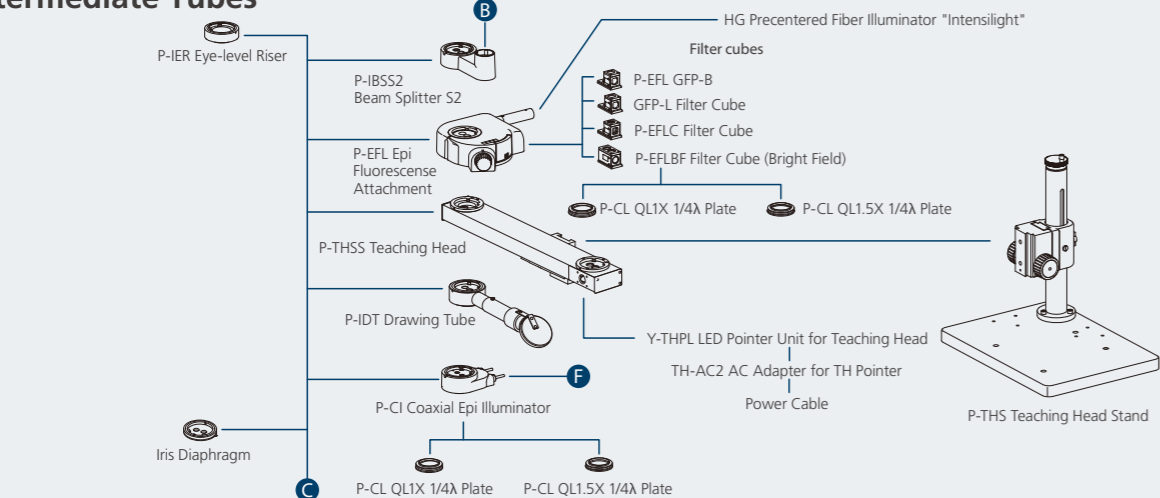 termediate Tubes
B
HG Precentered Fiber Illuminator "Intensilight"
P-IER Eye-level Riser
Filter cubes
P-IBSS2
Beam Splitter S2
P-EFL GFP-B
GFP-L Filter Cube
P-EFLC Filter Cube
P-EFLBF Filter Cube (Bright Field)
P-EFL Epi
Fluorescense
Attachment
P-CL QL1X 1/4λ Plate
P-CL QL1.5X 1/4λ Plate
P-THSS Teaching Head
P-IDT Drawing Tube
Y-THPL LED Pointer Unit for Teaching Head
TH-AC2 AC Adapter for TH Pointer
Power Cable
F
P-CI Coaxial Epi Illuminator
P-THS Teaching Head Stand
Iris Diaphragm
C
P-CL QL1X 1/4λ Plate
P-CL QL1.5X 1/4λ Plate